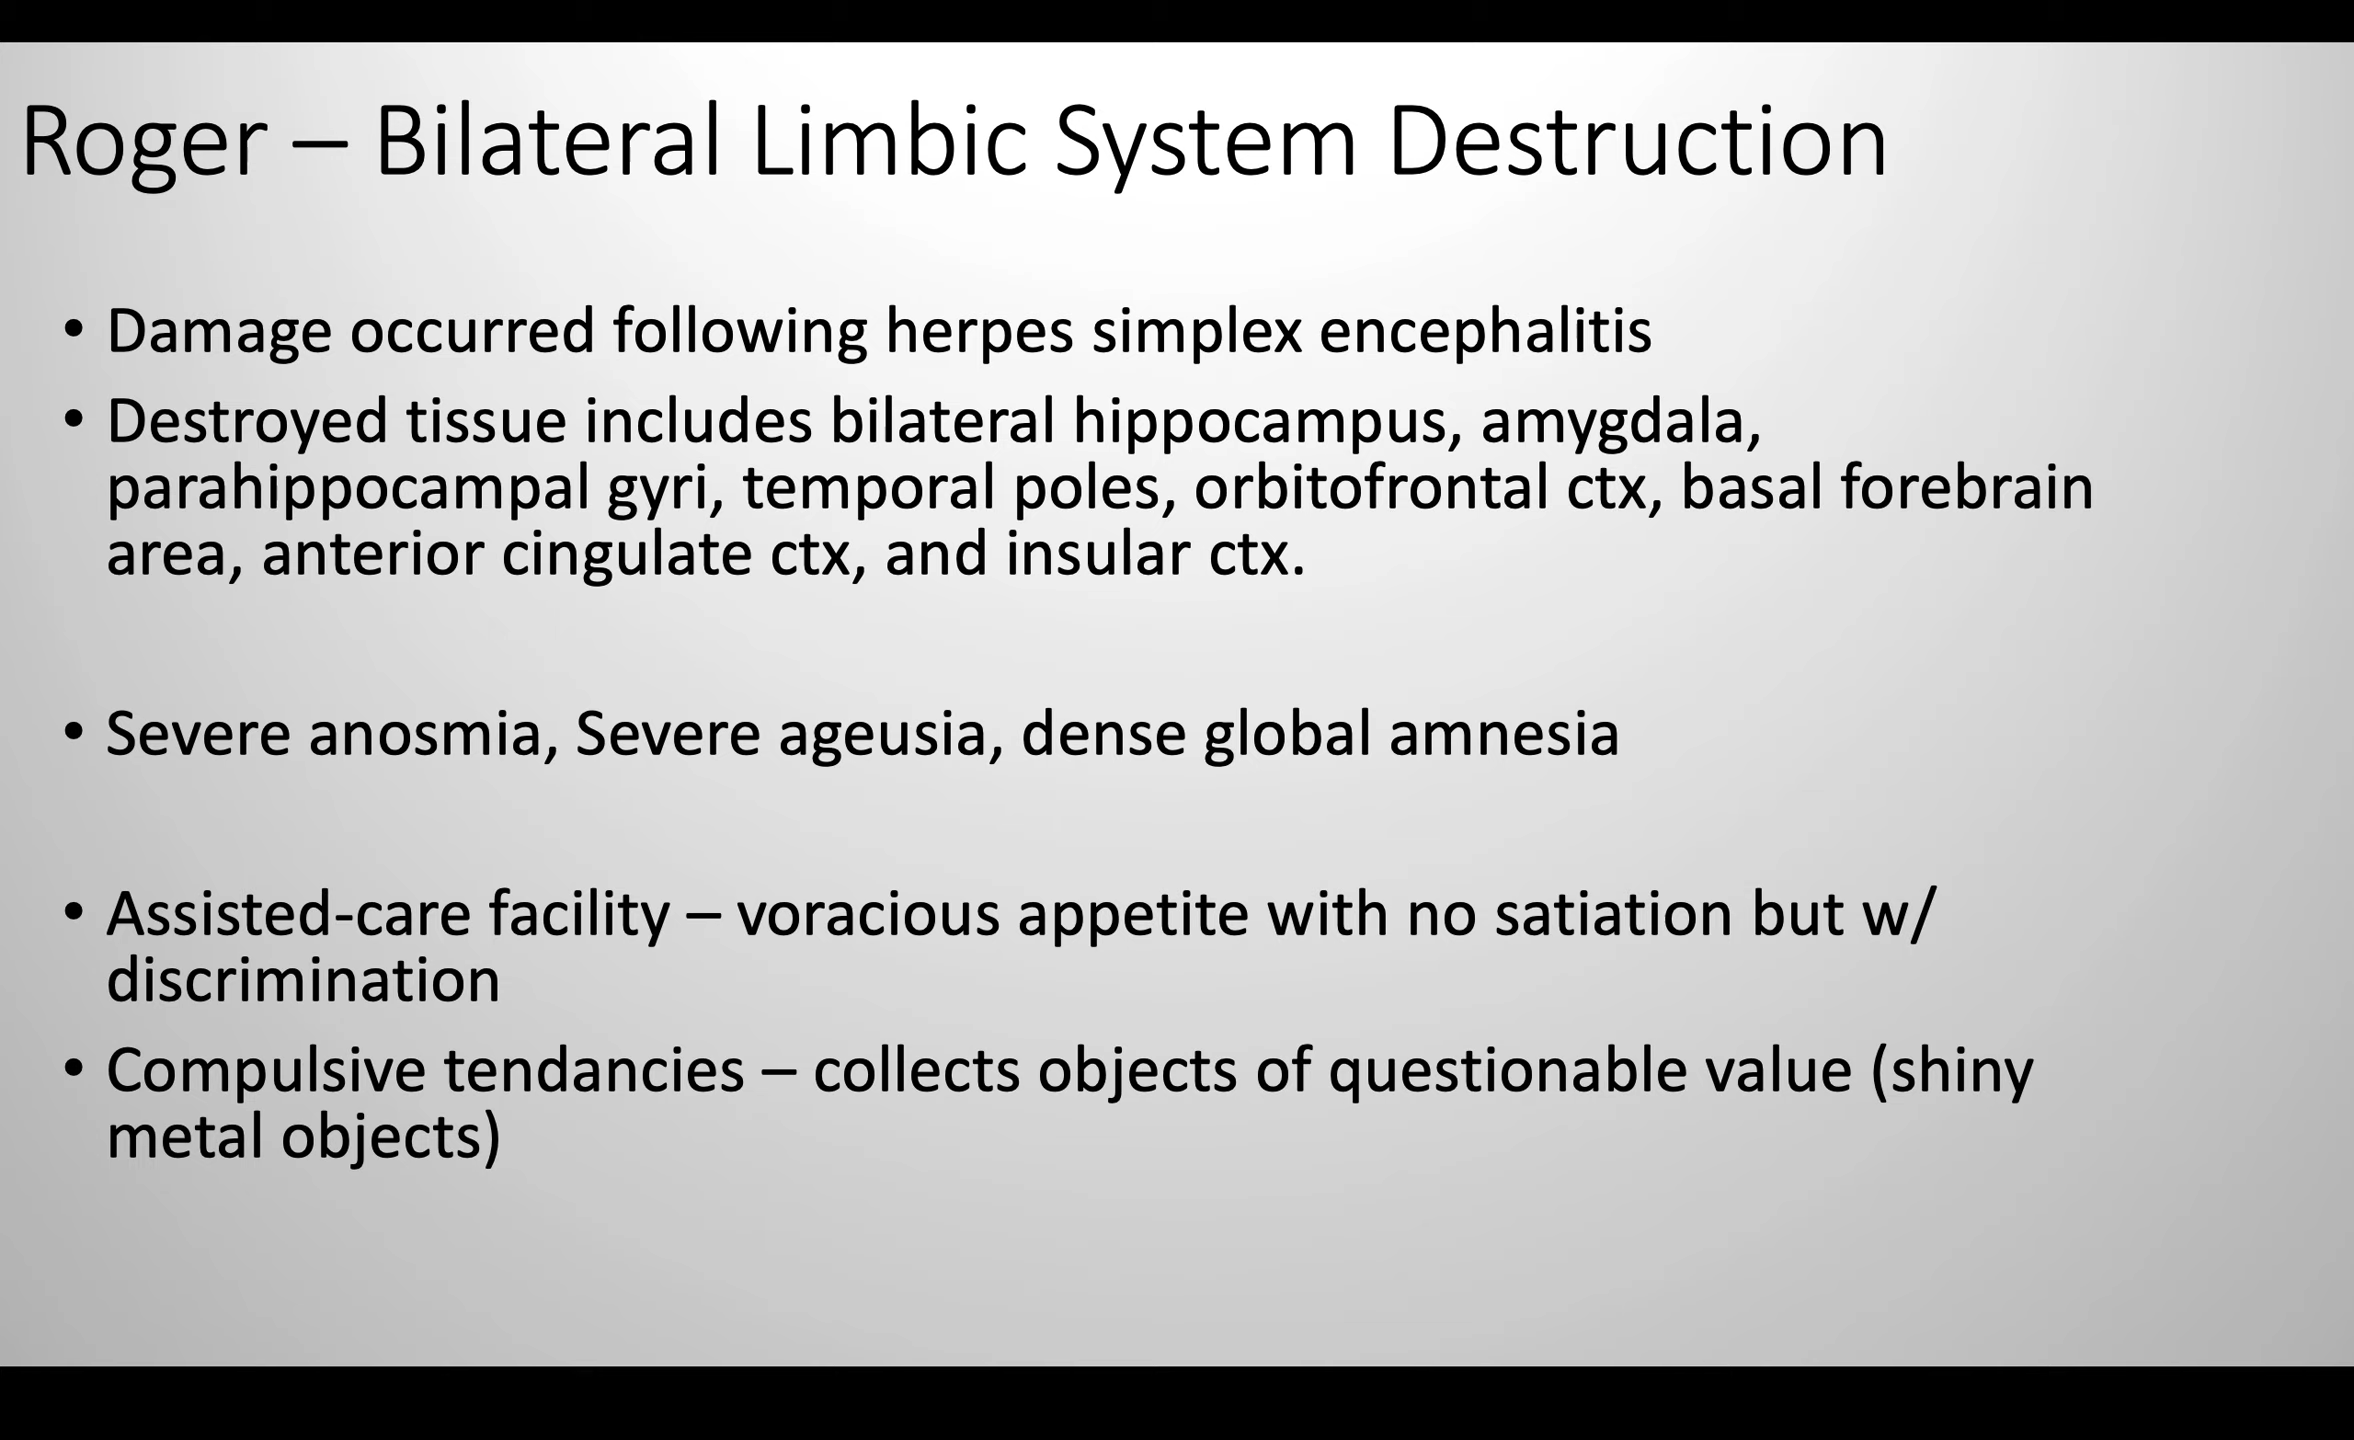 Roger – Bilateral Limbic System Destruction
• Damage occurred following herpes simplex encephalitis
• Destroyed tissue includes bilateral hippocampus, amygdala,
parahippocampal gyri, temporal poles, orbitofrontal ctx, basal forebrain
area, anterior cingulate ctx, and insular ctx.
• Severe anosmia, Severe ageusia, dense global amnesia
• Assisted-care facility – voracious appetite with no satiation but w/
discrimination
• Compulsive tendancies – collects objects of questionable value (shiny
metal objects)